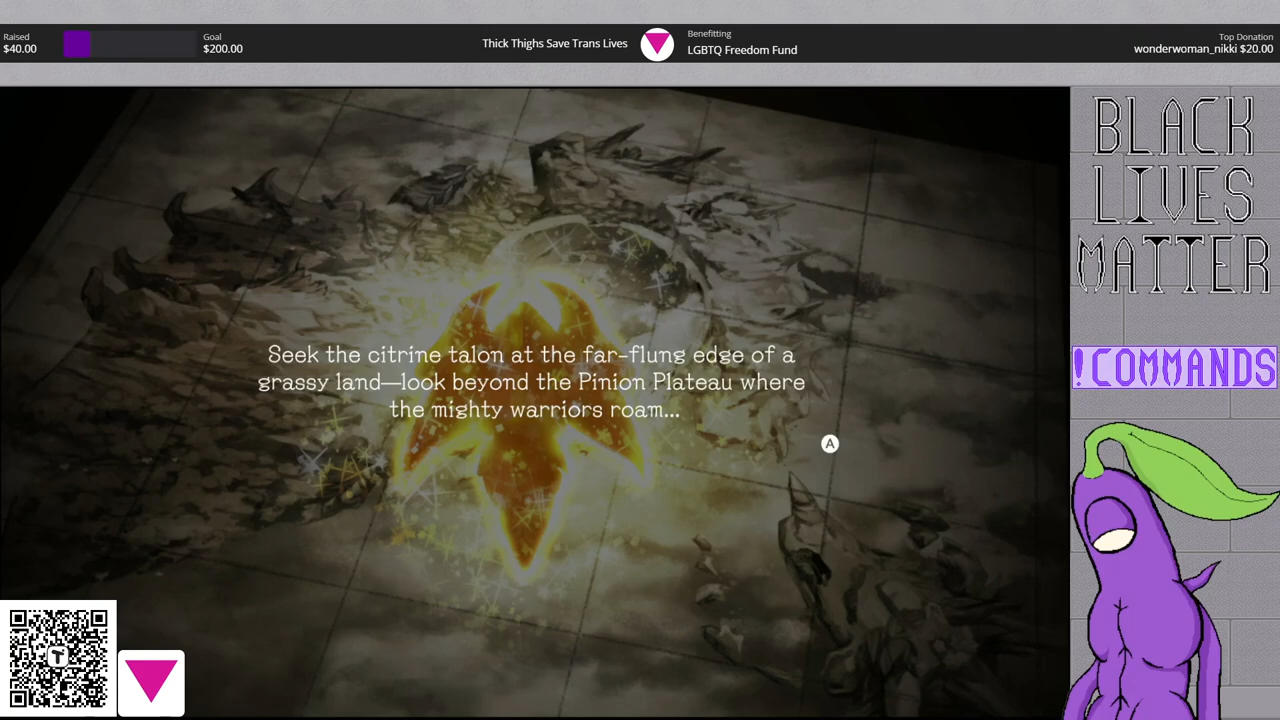 Raised
$40.00
Goal
$200.00
Thick Thighs Save Trans Lives
Benefitting
LGBTQ Freedom Fund
Top Donation
wonderwoman_nikki $20.00
Seek the citrine talon at the far-flung edge of a
grassy land—look beyond the Pinion Plateau where
the mighty warriors roam...
A
BLACK
LIVES
MATTER
!COMMANDS
T